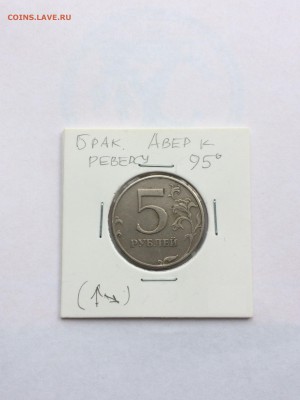 COINS.LAVE.RU
БРАК. АВЕР К
РЕВЕРСУ 95°
5
РУБЛЕЙ
(↑↘)